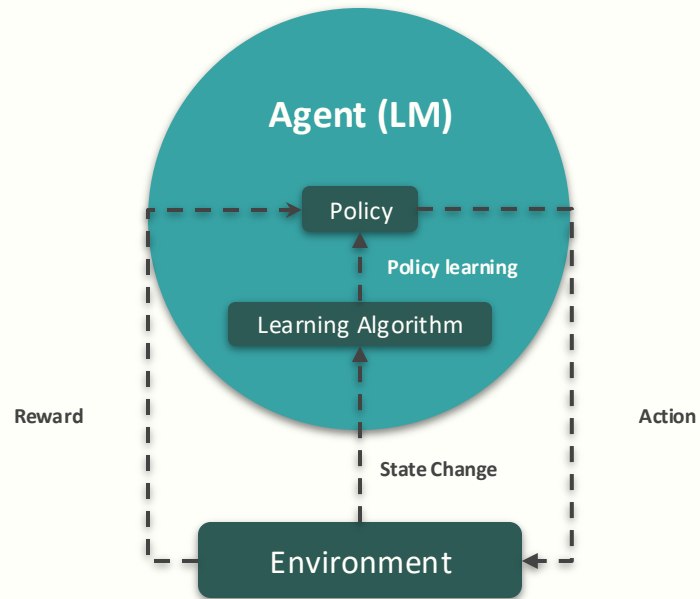 Agent (LM)
Policy
Policy learning
Learning Algorithm
Reward
Action
State Change
Environment